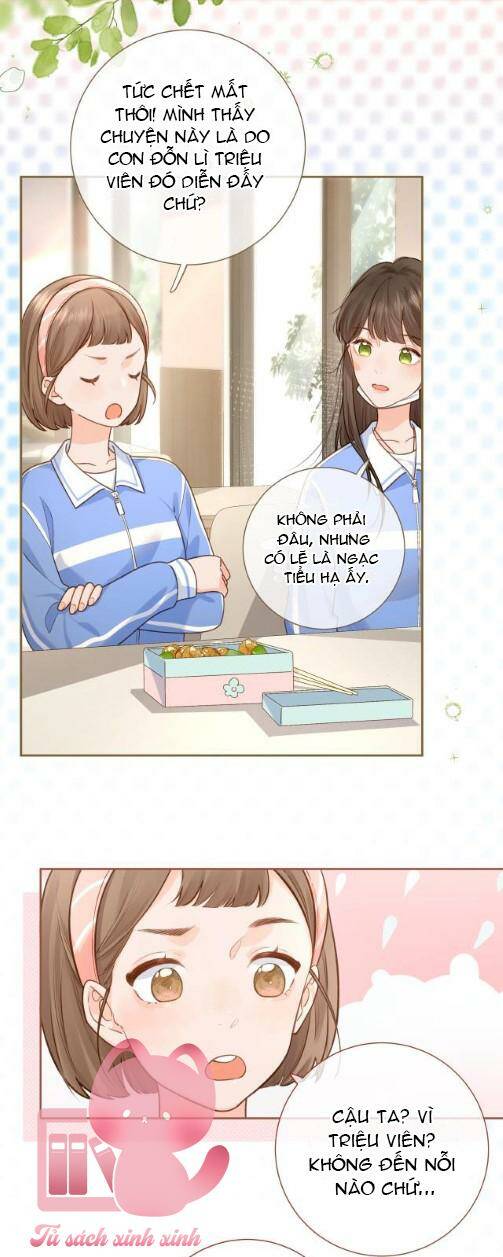 TỨC CHẾT MẤT
THÔI! MÌNH THẤY
CHUYỆN NÀY LÀ DO
CON ĐỖN LÌ TRIỆU
VIÊN ĐÓ DIỄN ĐẤY
CHỨ?
KHÔNG PHẢI
ĐÂU, NHƯNG
CÓ LẼ LÀ NGẠC
TIỂU HẠ ẤY.
CẬU TA? VÌ
TRIỆU VIÊN?
KHÔNG ĐẾN NỖI
NÀO CHỨ...
Tủ sách xinh xinh